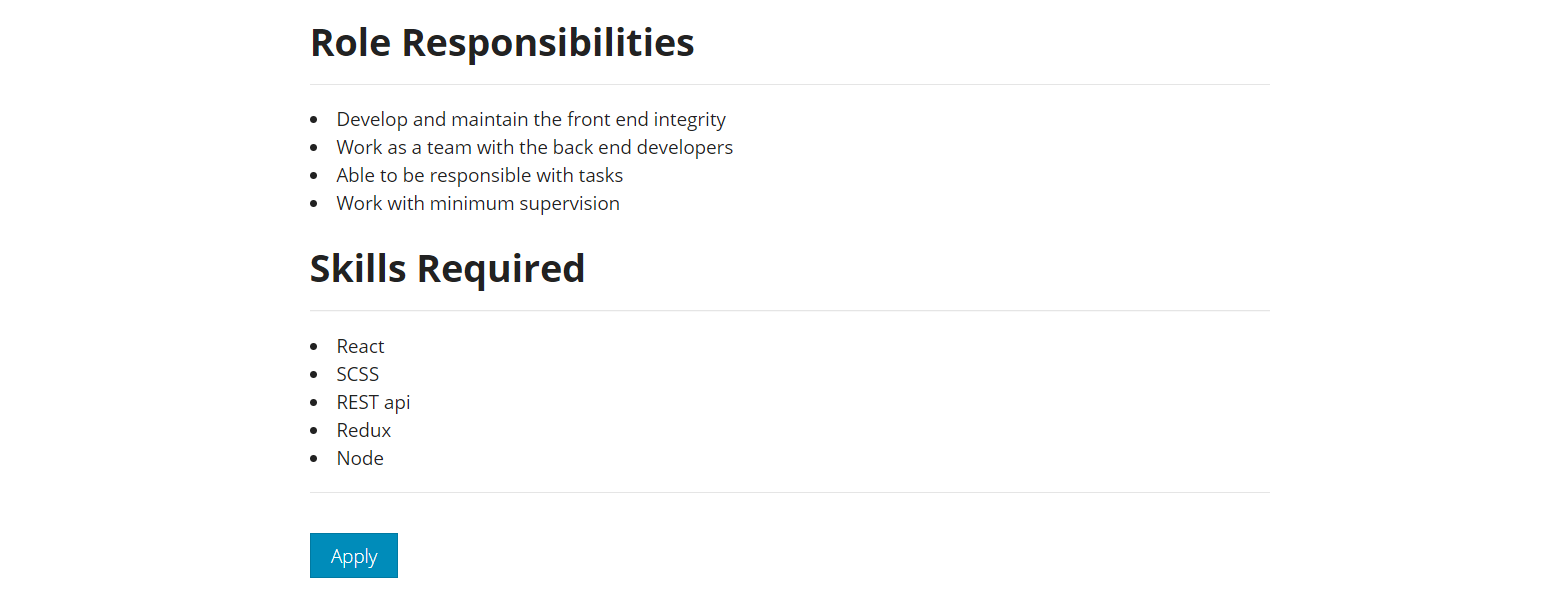 Role Responsibilities
Develop and maintain the front end integrity
Work as a team with the back end developers
Able to be responsible with tasks
Work with minimum supervision
Skills Required
React
SCSS
REST api
Redux
Node
Apply